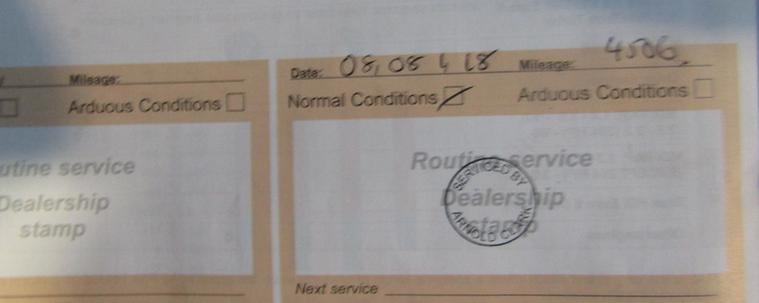 Mileage:
Arduous Conditions
utine service
Dealership
stamp
Date: 08,08,18 Mileage: 4506
Normal Conditions Arduous Conditions
Routine service
Dealership
stamp
SERVICED BY
ARNOLD CLARK
Next service